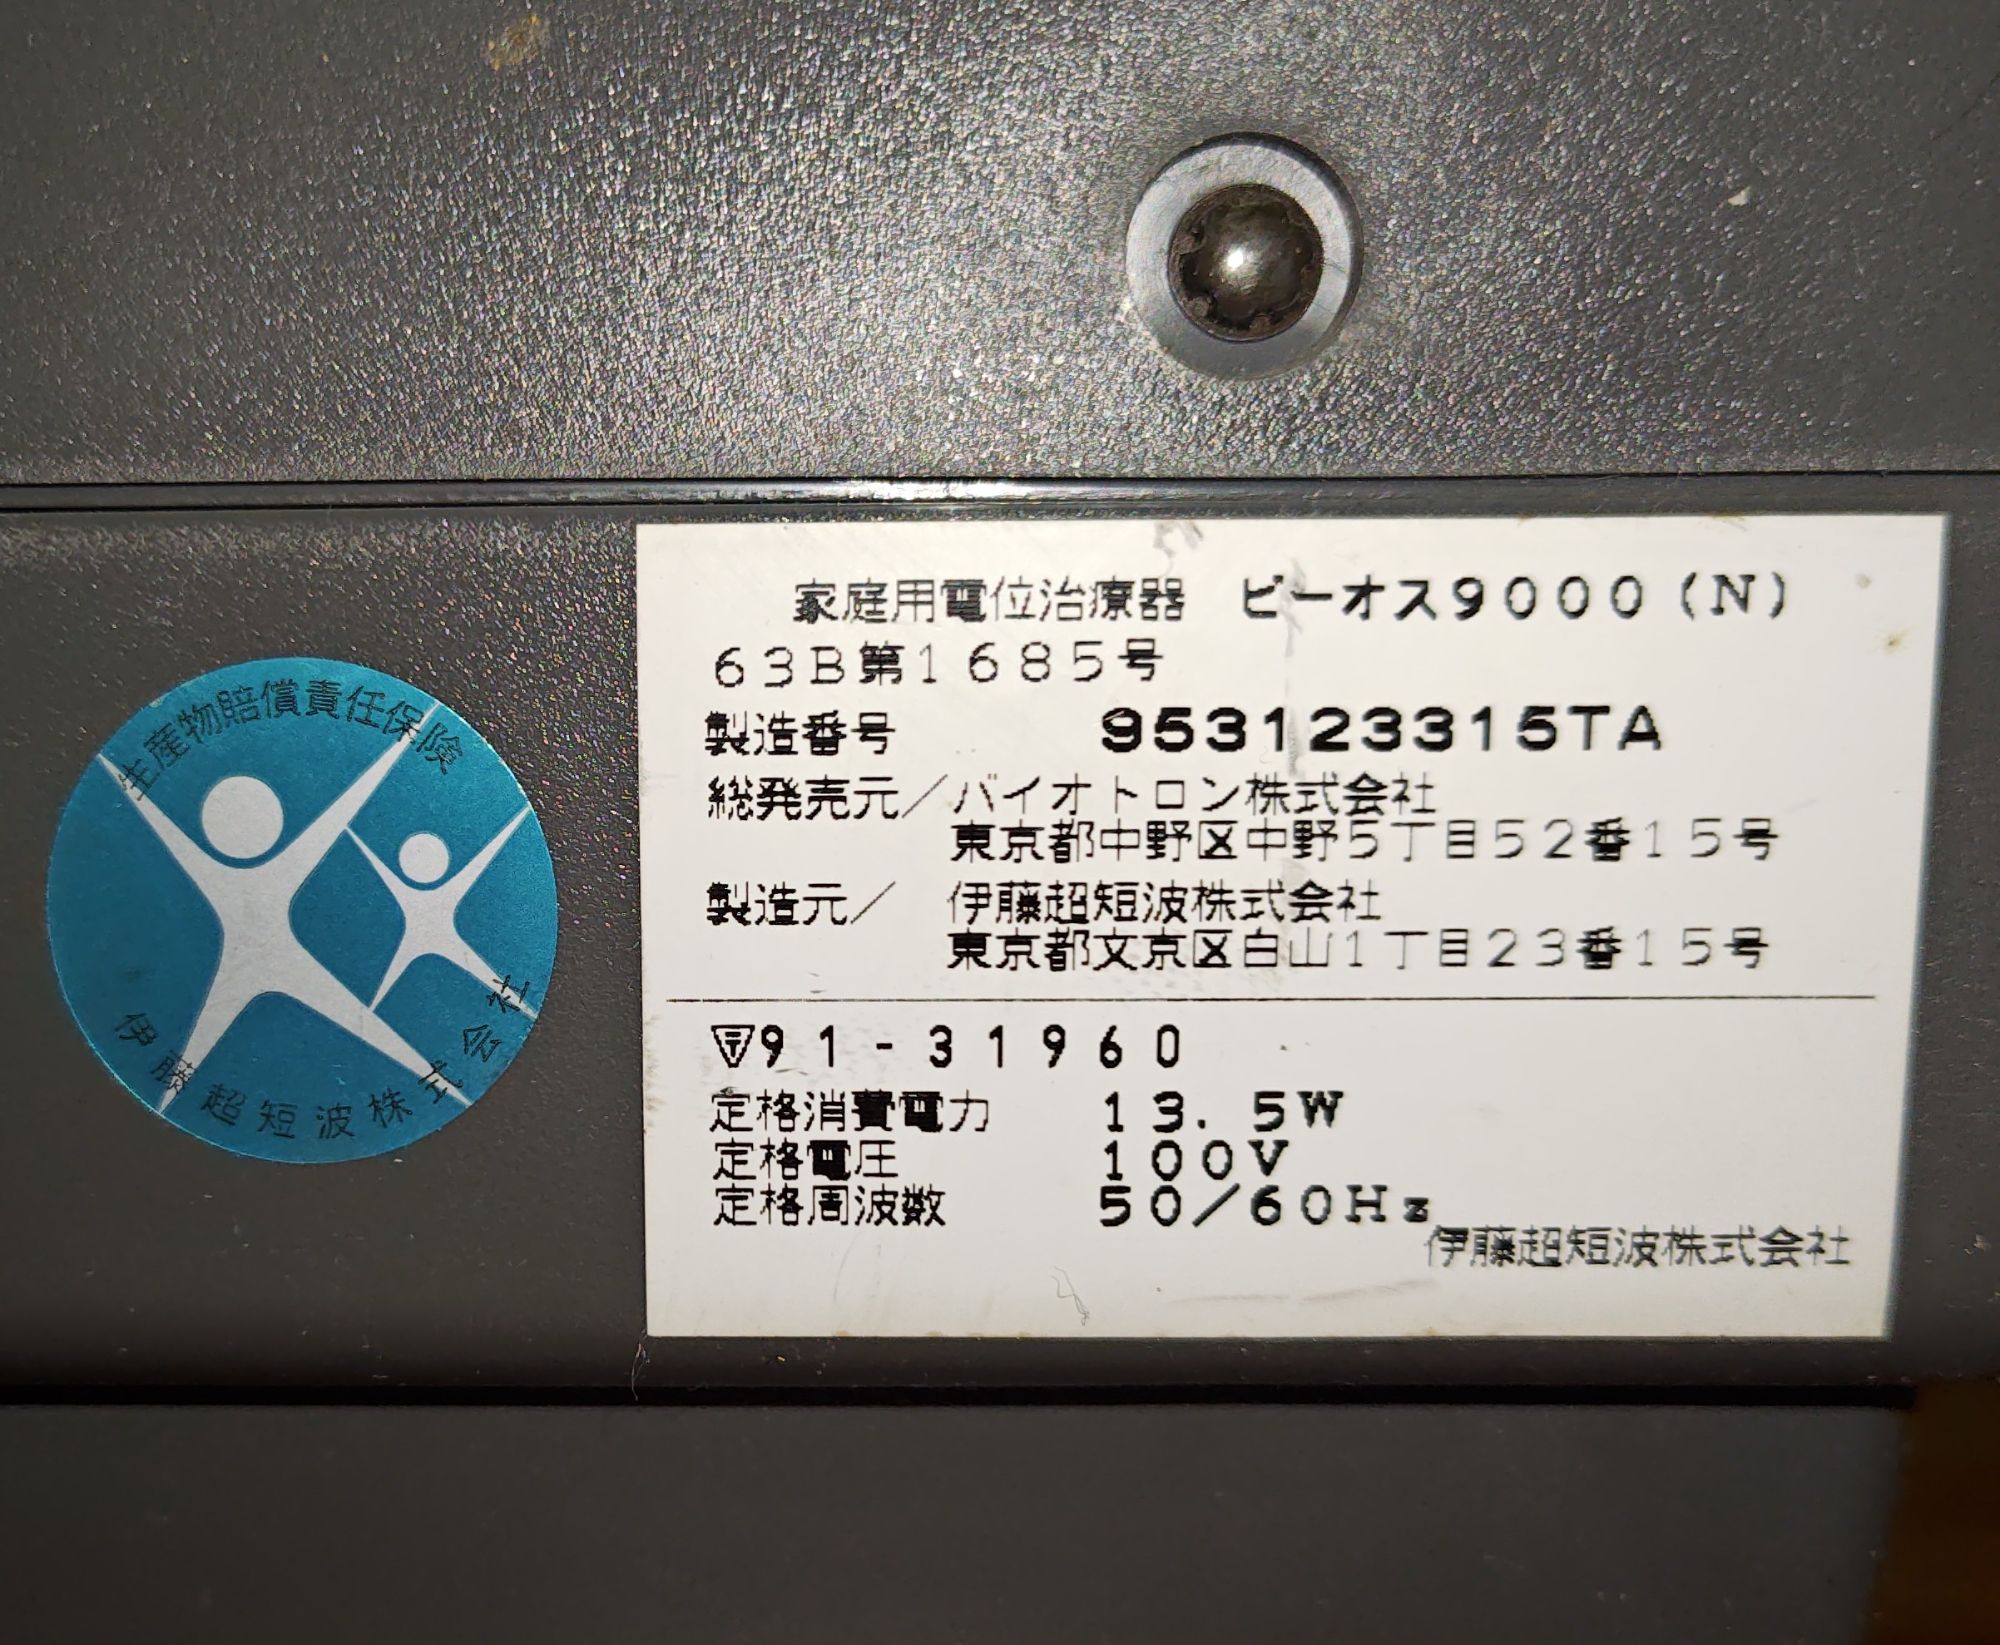 家庭用電位治療器 ビーオス9000(N)
63B第1685号
製造番号 953123315TA
総発売元/バイオトロン株式会社
東京都中野区中野5丁目52番15号
製造元/ 伊藤超短波株式会社
東京都文京区白山1丁目23番15号
91-31960
定格消費電力 13.5W
定格電圧 100V
定格周波数 50/60Hz
伊藤超短波株式会社
生産物賠償責任保険
伊藤超短波株式会社